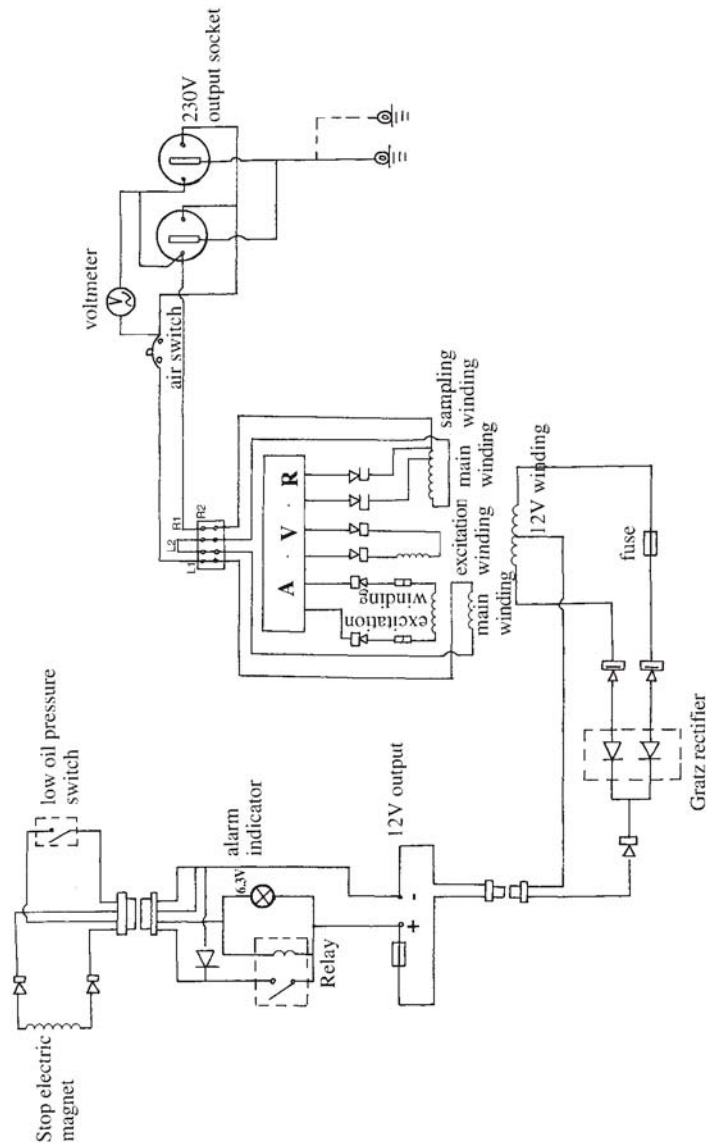 Stop electric
magnet
low oil pressure
switch
Relay
alarm
indicator
6.3V
12V output
+
-
Gratz rectifier
fuse
12V winding
L1
L2
R1
R2
A . V . R
excitation
winding
main
winding
excitation
winding
main
winding
sampling
winding
air switch
voltmeter
V
230V
output socket